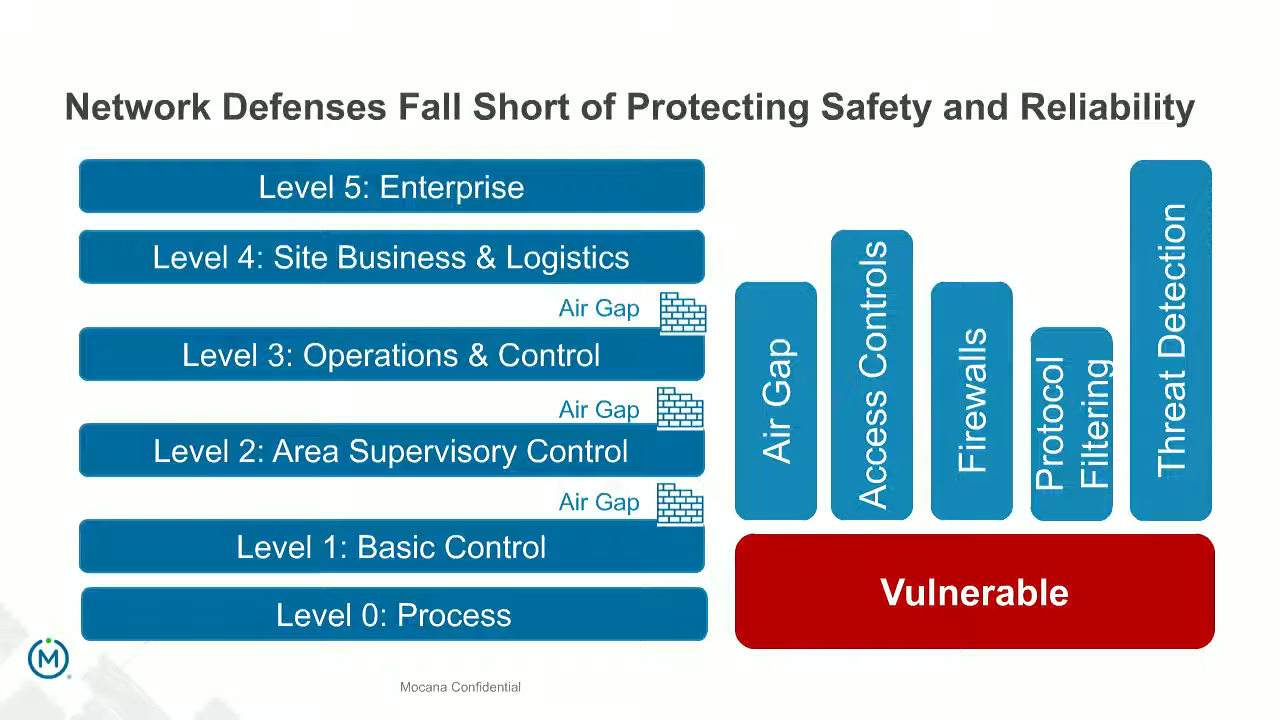 Network Defenses Fall Short of Protecting Safety and Reliability
Level 5: Enterprise
Level 4: Site Business & Logistics
Air Gap
Level 3: Operations & Control
Air Gap
Level 2: Area Supervisory Control
Air Gap
Level 1: Basic Control
Level 0: Process
Air Gap
Access Controls
Firewalls
Protocol
Filtering
Threat Detection
Vulnerable
M
Mocana Confidential